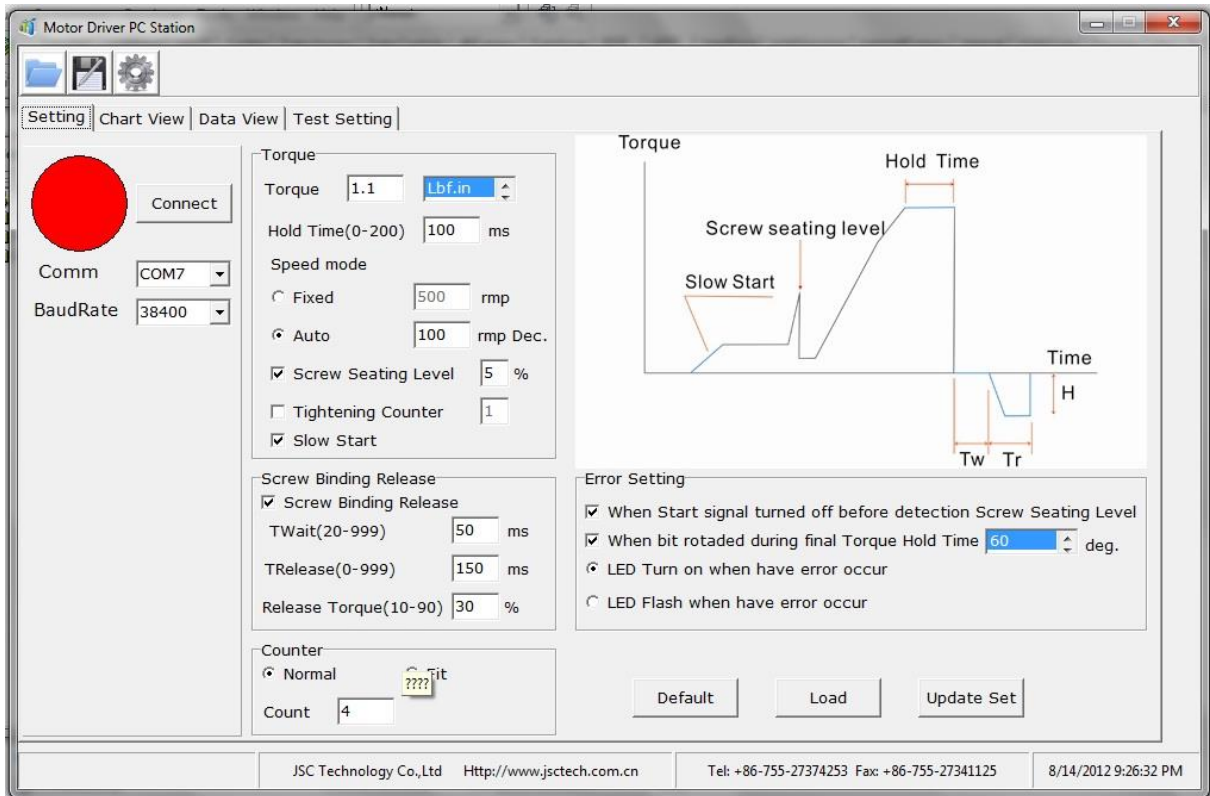 Motor Driver PC Station
Setting Chart View Data View Test Setting
Connect
Comm COM7
BaudRate 38400
Torque
Torque 1.1 Lbf.in
Hold Time(0-200) 100 ms
Speed mode
Fixed 500 rmp
Auto 100 rmp Dec.
Screw Seating Level 5 %
Tightening Counter 1
Slow Start
Torque
Hold Time
Screw seating level
Slow Start
Time
H
Tw Tr
Screw Binding Release
Screw Binding Release
TWait(20-999) 50 ms
TRelease(0-999) 150 ms
Release Torque(10-90) 30 %
Error Setting
When Start signal turned off before detection Screw Seating Level
When bit rotaded during final Torque Hold Time 60 deg.
LED Turn on when have error occur
LED Flash when have error occur
Counter
Normal
????
Count 4
Default Load Update Set
JSC Technology Co.,Ltd Http://www.jsctech.com.cn Tel: +86-755-27374253 Fax: +86-755-27341125 8/14/2012 9:26:32 PM